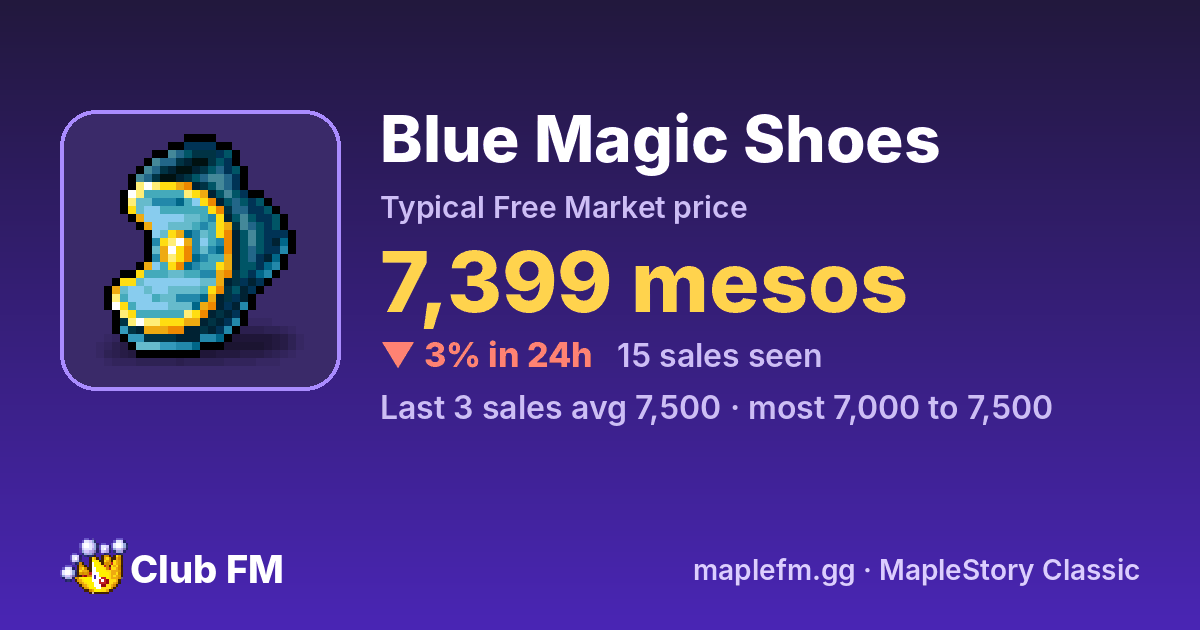 Blue Magic Shoes
Typical Free Market price
7,399 mesos
▼ 3% in 24h 15 sales seen
Last 3 sales avg 7,500 · most 7,000 to 7,500
Club FM
maplefm.gg · MapleStory Classic